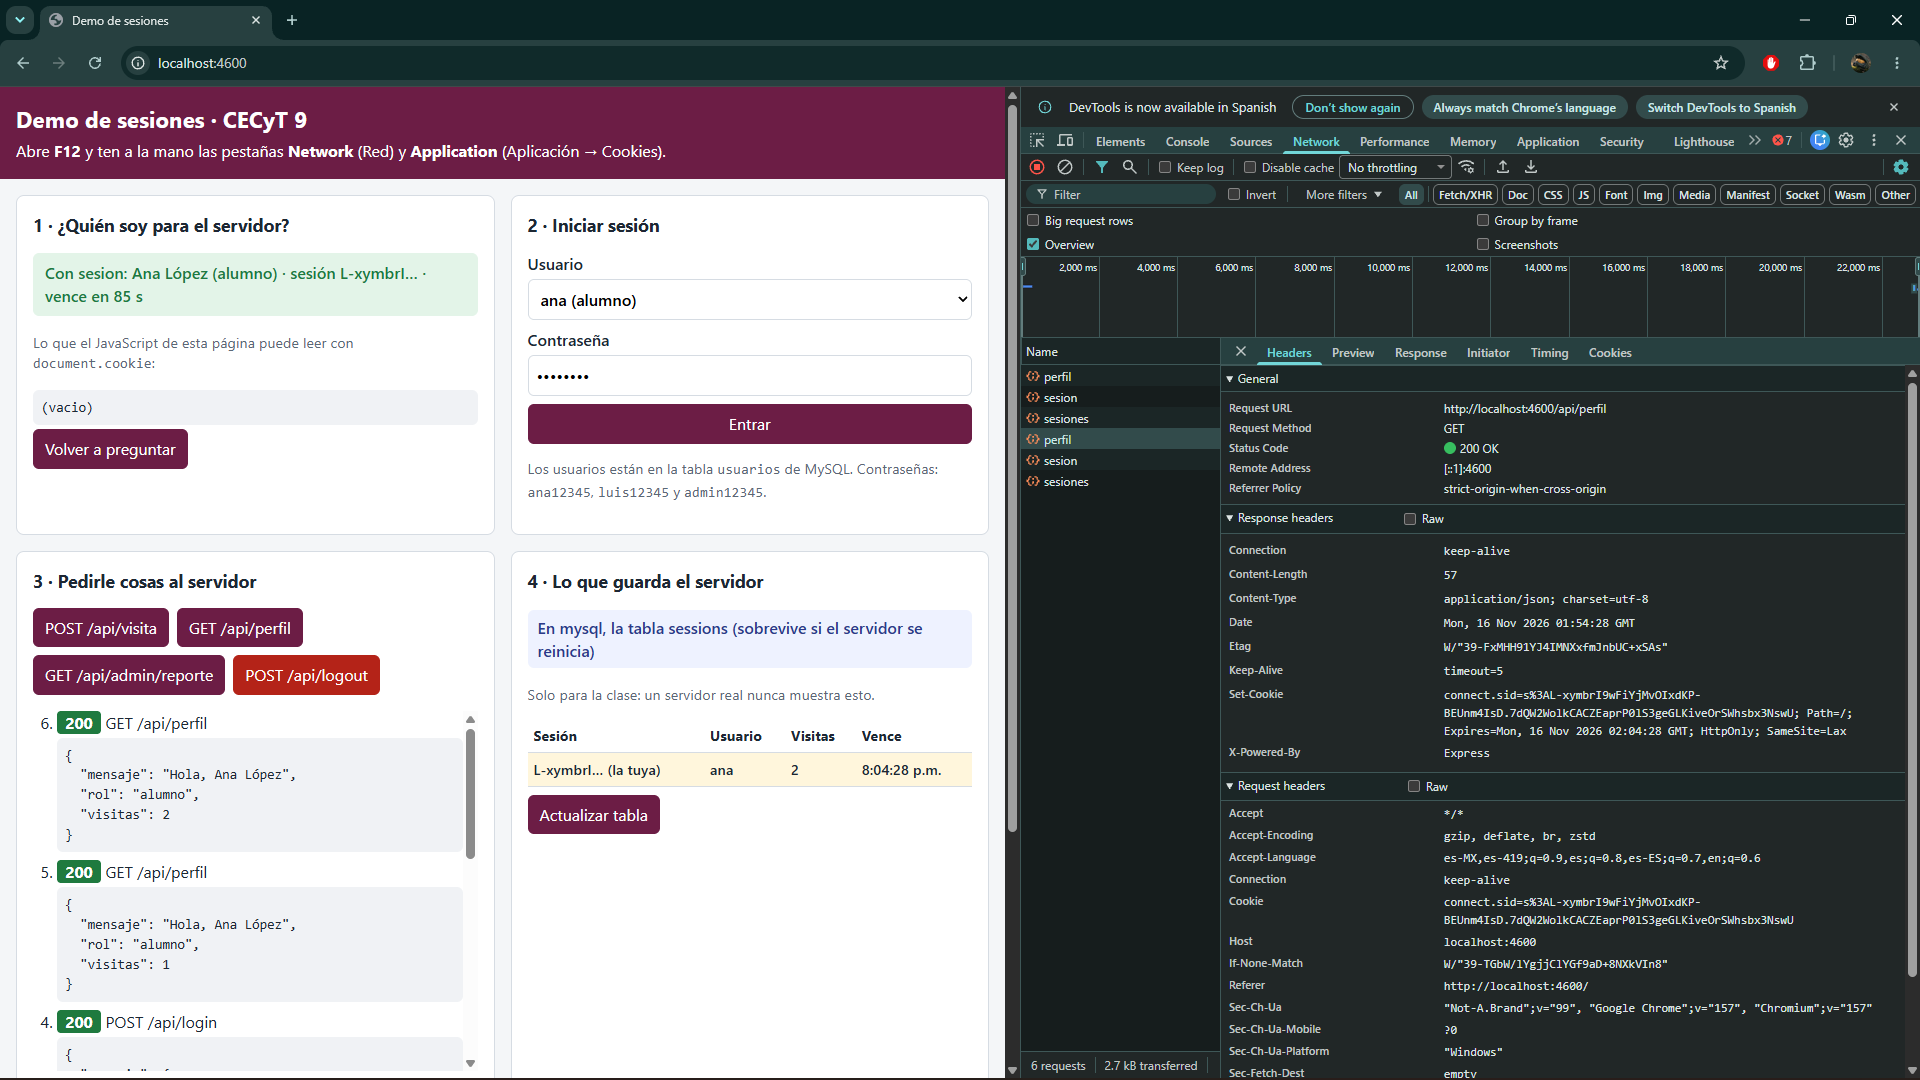 Demo de sesiones
localhost:4600
Demo de sesiones · CECyT 9
Abre F12 y ten a la mano las pestañas Network (Red) y Application (Aplicación → Cookies).
1 · ¿Quién soy para el servidor?
Con sesion: Ana López (alumno) · sesión L-xymbrI... ·
vence en 85 s
Lo que el JavaScript de esta página puede leer con
document.cookie:
(vacio)
Volver a preguntar
2 · Iniciar sesión
Usuario
ana (alumno)
Contraseña
••••••••
Entrar
Los usuarios están en la tabla usuarios de MySQL. Contraseñas:
ana12345, luis12345 y admin12345.
3 · Pedirle cosas al servidor
POST /api/visita
GET /api/perfil
GET /api/admin/reporte
POST /api/logout
6. 200 GET /api/perfil
{
"mensaje": "Hola, Ana López",
"rol": "alumno",
"visitas": 2
}
5. 200 GET /api/perfil
{
"mensaje": "Hola, Ana López",
"rol": "alumno",
"visitas": 1
}
4. 200 POST /api/login
{
4 · Lo que guarda el servidor
En mysql, la tabla sessions (sobrevive si el servidor se
reinicia)
Solo para la clase: un servidor real nunca muestra esto.
Sesión Usuario Visitas Vence
L-xymbrI... (la tuya) ana 2 8:04:28 p.m.
Actualizar tabla
DevTools is now available in Spanish
Don't show again
Always match Chrome's language
Switch DevTools to Spanish
Elements Console Sources Network Performance Memory Application Security Lighthouse 7
Keep log Disable cache No throttling
Filter Invert More filters All Fetch/XHR Doc CSS JS Font Img Media Manifest Socket Wasm Other
Big request rows Group by frame
Overview Screenshots
2,000 ms 4,000 ms 6,000 ms 8,000 ms 10,000 ms 12,000 ms 14,000 ms 16,000 ms 18,000 ms 20,000 ms 22,000 ms
Name
perfil
sesion
sesiones
perfil
sesion
sesiones
6 requests 2.7 kB transferred
Headers Preview Response Initiator Timing Cookies
General
Request URL http://localhost:4600/api/perfil
Request Method GET
Status Code 200 OK
Remote Address [::1]:4600
Referrer Policy strict-origin-when-cross-origin
Response headers Raw
Connection keep-alive
Content-Length 57
Content-Type application/json; charset=utf-8
Date Mon, 16 Nov 2026 01:54:28 GMT
Etag W/"39-FxMHH91YJ4IMNXxfmJnbUC+xSAs"
Keep-Alive timeout=5
Set-Cookie connect.sid=s%3AL-xymbrI9wFiYjMvOIxdKP-
BEUnm4IsD.7dQW2WolkCACZEaprP0lS3geGLKiveOrSWhsbx3NswU; Path=/;
Expires=Mon, 16 Nov 2026 02:04:28 GMT; HttpOnly; SameSite=Lax
X-Powered-By Express
Request headers Raw
Accept */*
Accept-Encoding gzip, deflate, br, zstd
Accept-Language es-MX,es-419;q=0.9,es;q=0.8,es-ES;q=0.7,en;q=0.6
Connection keep-alive
Cookie connect.sid=s%3AL-xymbrI9wFiYjMvOIxdKP-
BEUnm4IsD.7dQW2WolkCACZEaprP0lS3geGLKiveOrSWhsbx3NswU
Host localhost:4600
If-None-Match W/"39-TGbW/lYgjjClYGf9aD+8NXkVIn8"
Referer http://localhost:4600/
Sec-Ch-Ua "Not-A.Brand";v="99", "Google Chrome";v="157", "Chromium";v="157"
Sec-Ch-Ua-Mobile ?0
Sec-Ch-Ua-Platform "Windows"
Sec-Fetch-Dest empty